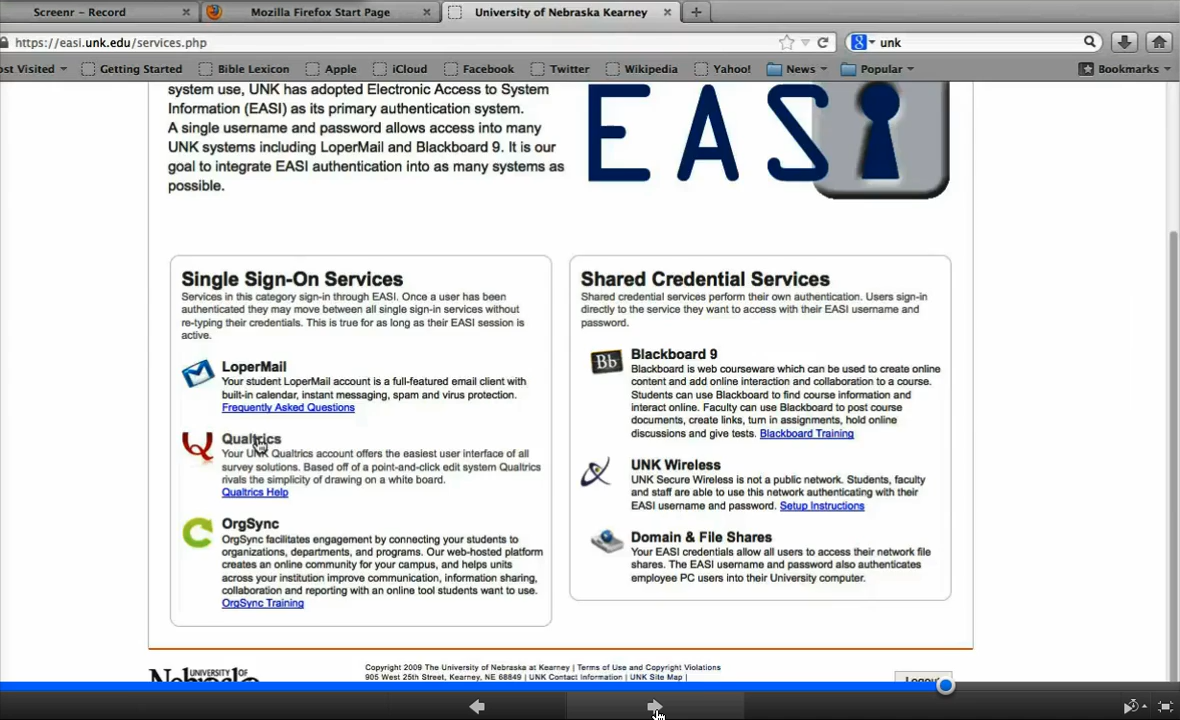 Screenr – Record
Mozilla Firefox Start Page
University of Nebraska Kearney
https://easi.unk.edu/services.php
unk
ost Visited
Getting Started
Bible Lexicon
Apple
iCloud
Facebook
Twitter
Wikipedia
Yahoo!
News
Popular
Bookmarks
system use, UNK has adopted Electronic Access to System
Information (EASI) as its primary authentication system.
A single username and password allows access into many
UNK systems including LoperMail and Blackboard 9. It is our
goal to integrate EASI authentication into as many systems as
possible.
EAS
Single Sign-On Services
Services in this category sign-in through EASI. Once a user has been
authenticated they may move between all single sign-in services without
re-typing their credentials. This is true for as long as their EASI session is
active.
LoperMail
Your student LoperMail account is a full-featured email client with
built-in calendar, instant messaging, spam and virus protection.
Frequently Asked Questions
Qualtrics
Your UNK Qualtrics account offers the easiest user interface of all
survey solutions. Based off of a point-and-click edit system Qualtrics
rivals the simplicity of drawing on a white board.
Qualtrics Help
OrgSync
OrgSync facilitates engagement by connecting your students to
organizations, departments, and programs. Our web-hosted platform
creates an online community for your campus, and helps units
across your institution improve communication, information sharing,
collaboration and reporting with an online tool students want to use.
OrgSync Training
Shared Credential Services
Shared credential services perform their own authentication. Users sign-in
directly to the service they want to access with their EASI username and
password.
Bb
Blackboard 9
Blackboard is web courseware which can be used to create online
content and add online interaction and collaboration to a course.
Students can use Blackboard to find course information and
interact online. Faculty can use Blackboard to post course
documents, create links, turn in assignments, hold online
discussions and give tests. Blackboard Training
UNK Wireless
UNK Secure Wireless is not a public network. Students, faculty
and staff are able to use this network authenticating with their
EASI username and password. Setup Instructions
Domain & File Shares
Your EASI credentials allow all users to access their network file
shares. The EASI username and password also authenticates
employee PC users into their University computer.
UNIVERSITY OF
Nebraska
Copyright 2009 The University of Nebraska at Kearney | Terms of Use and Copyright Violations
905 West 25th Street, Kearney, NE 68849 | UNK Contact Information | UNK Site Map |
Logout